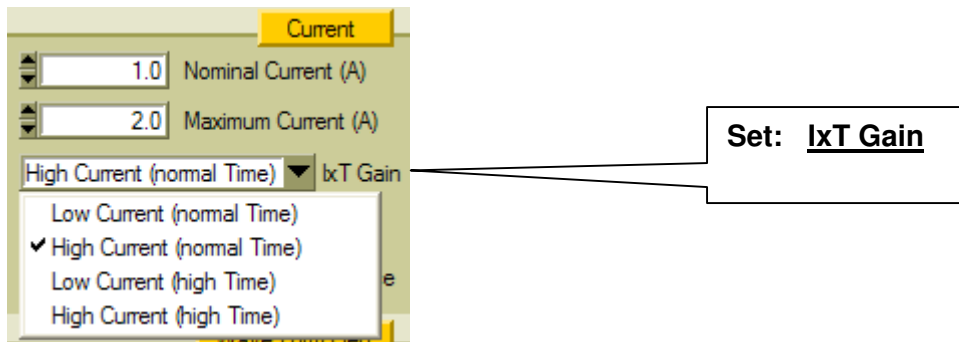 Current
1.0 Nominal Current (A)
2.0 Maximum Current (A)
High Current (normal Time) IxT Gain
Low Current (normal Time)
High Current (normal Time)
Low Current (high Time)
High Current (high Time)
Set: IxT Gain